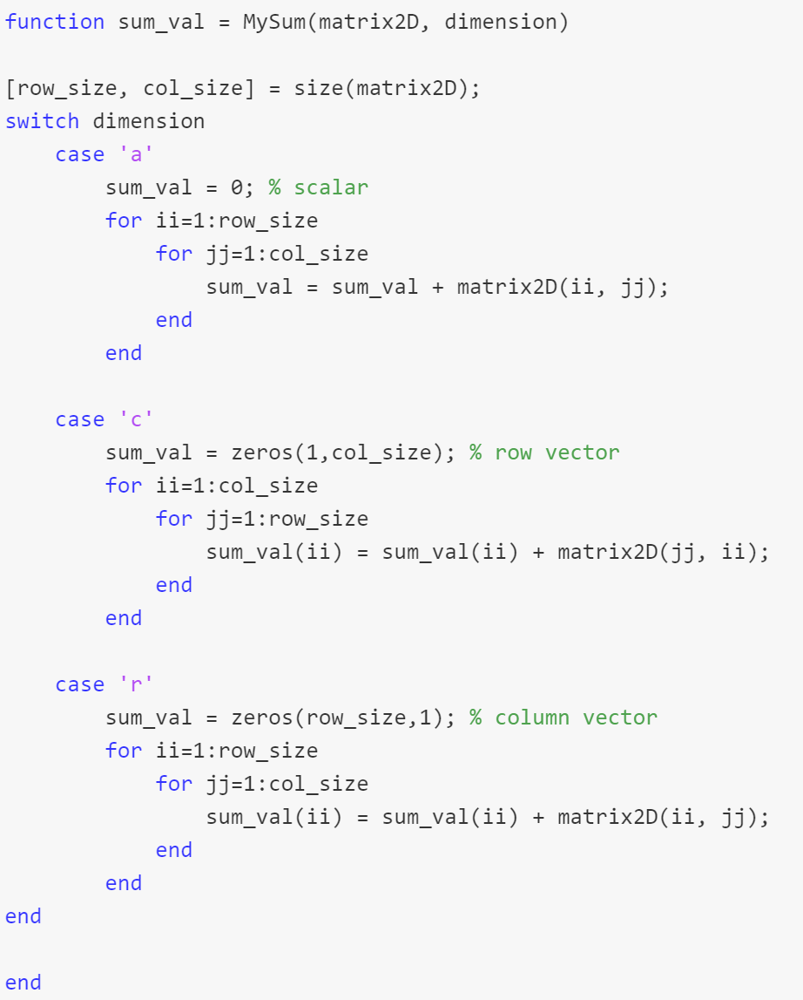 function sum_val = MySum(matrix2D, dimension)
[row_size, col_size] = size(matrix2D);
switch dimension
    case 'a'
        sum_val = 0; % scalar
        for ii=1:row_size
            for jj=1:col_size
                sum_val = sum_val + matrix2D(ii, jj);
            end
        end
    case 'c'
        sum_val = zeros(1,col_size); % row vector
        for ii=1:col_size
            for jj=1:row_size
                sum_val(ii) = sum_val(ii) + matrix2D(jj, ii);
            end
        end
    case 'r'
        sum_val = zeros(row_size,1); % column vector
        for ii=1:row_size
            for jj=1:col_size
                sum_val(ii) = sum_val(ii) + matrix2D(ii, jj);
            end
        end
end
end